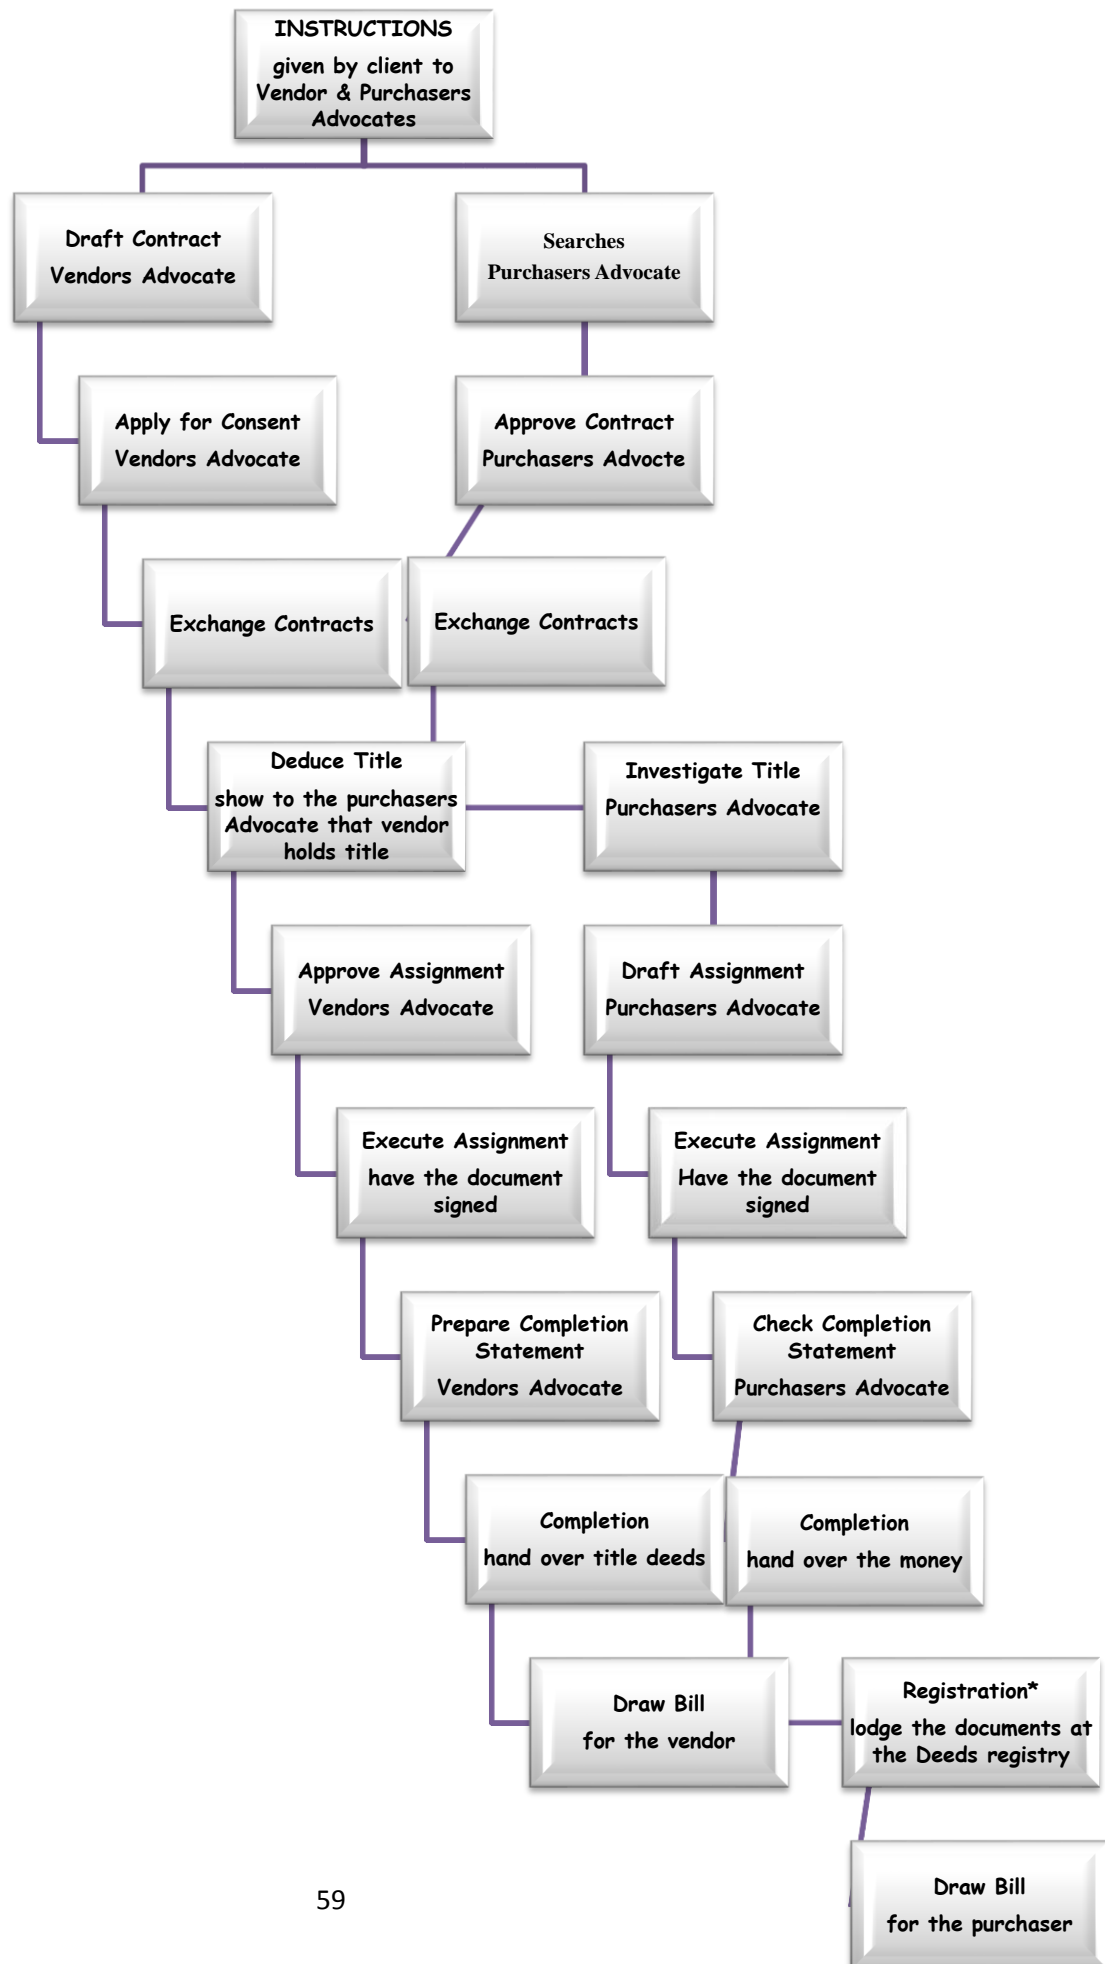 INSTRUCTIONS
given by client to
Vendor & Purchasers
Advocates
Draft Contract
Vendors Advocate
Searches
Purchasers Advocate
Apply for Consent
Vendors Advocate
Approve Contract
Purchasers Advocte
Exchange Contracts
Exchange Contracts
Deduce Title
show to the purchasers
Advocate that vendor
holds title
Investigate Title
Purchasers Advocate
Approve Assignment
Vendors Advocate
Draft Assignment
Purchasers Advocate
Execute Assignment
have the document
signed
Execute Assignment
Have the document
signed
Prepare Completion
Statement
Vendors Advocate
Check Completion
Statement
Purchasers Advocate
Completion
hand over title deeds
Completion
hand over the money
Draw Bill
for the vendor
Registration*
lodge the documents at
the Deeds registry
Draw Bill
for the purchaser
59